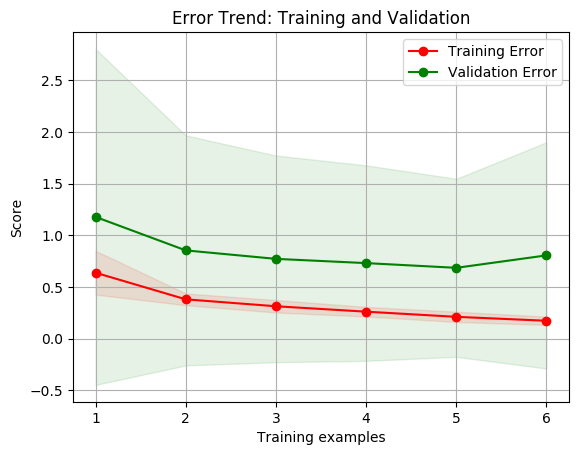 Error Trend: Training and Validation
Training Error
Validation Error
2.5
2.0
1.5
1.0
0.5
0.0
−0.5
Score
1 2 3 4 5 6
Training examples